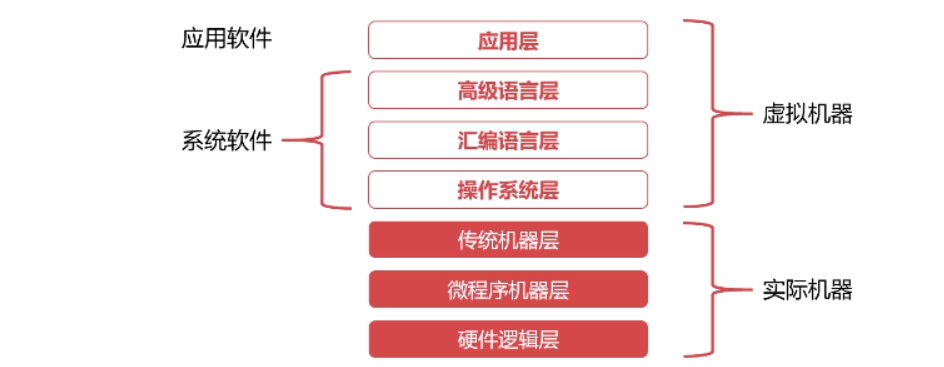 应用软件
应用层
高级语言层
虚拟机器
系统软件
汇编语言层
操作系统层
传统机器层
微程序机器层
实际机器
硬件逻辑层